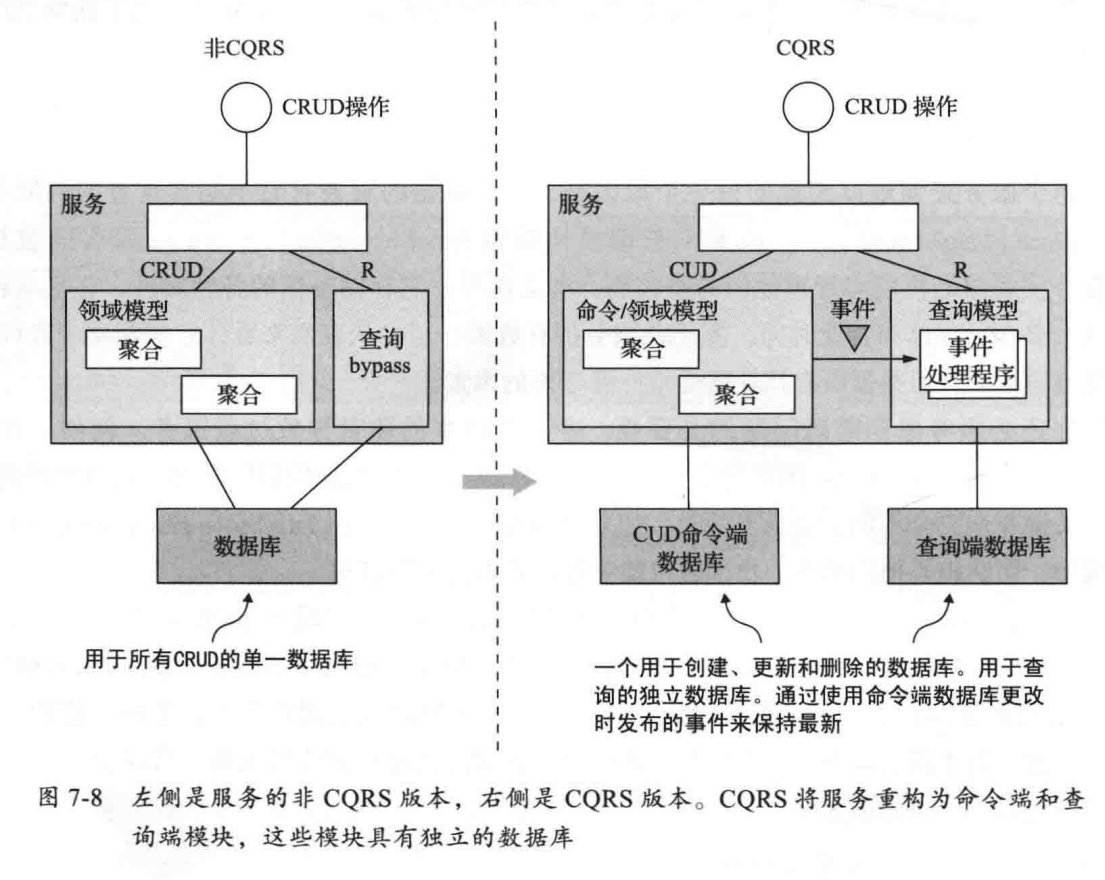 非CQRS
CRUD操作
服务
CRUD
R
领域模型
聚合
聚合
查询
bypass
数据库
用于所有CRUD的单一数据库
CQRS
CRUD 操作
服务
CUD
R
命令/领域模型
聚合
聚合
事件
查询模型
事件
处理程序
CUD命令端
数据库
查询端数据库
一个用于创建、更新和删除的数据库。用于查
询的独立数据库。通过使用命令端数据库更改
时发布的事件来保持最新
图 7-8 左侧是服务的非 CQRS 版本，右侧是 CQRS 版本。CQRS 将服务重构为命令端和查
询端模块，这些模块具有独立的数据库